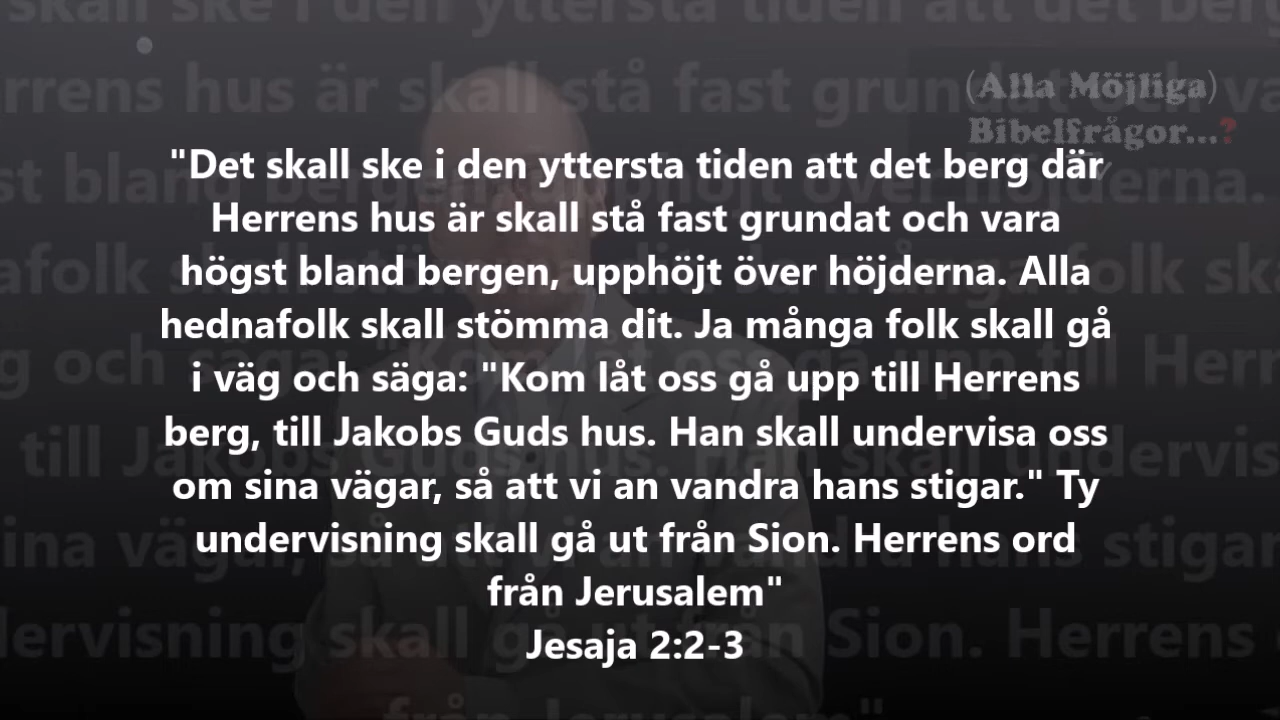 (Alla Möjliga)
Bibelfrågor...?
"Det skall ske i den yttersta tiden att det berg där
Herrens hus är skall stå fast grundat och vara
högst bland bergen, upphöjt över höjderna. Alla
hednafolk skall stömma dit. Ja många folk skall gå
i väg och säga: "Kom låt oss gå upp till Herrens
berg, till Jakobs Guds hus. Han skall undervisa oss
om sina vägar, så att vi an vandra hans stigar." Ty
undervisning skall gå ut från Sion. Herrens ord
från Jerusalem"
Jesaja 2:2-3